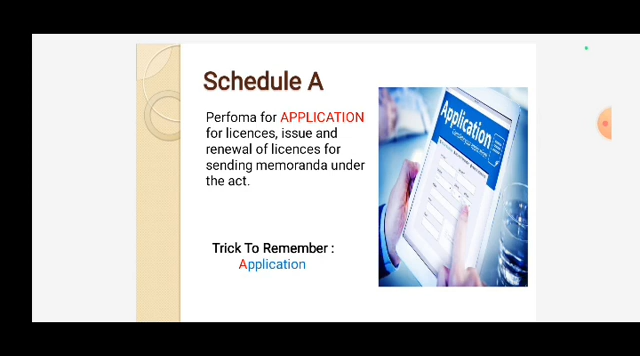 Schedule A
Perfoma for APPLICATION
for licences, issue and
renewal of licences for
sending memoranda under
the act.
Application
Trick To Remember :
Application